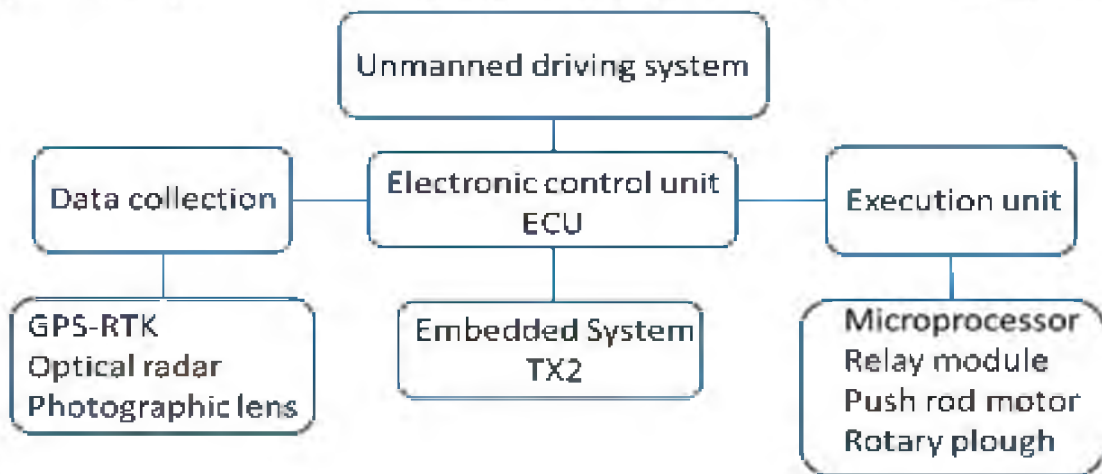 Unmanned driving system
Data collection
Electronic control unit
ECU
Execution unit
GPS-RTK
Optical radar
Photographic lens
Embedded System
TX2
Microprocessor
Relay module
Push rod motor
Rotary plough